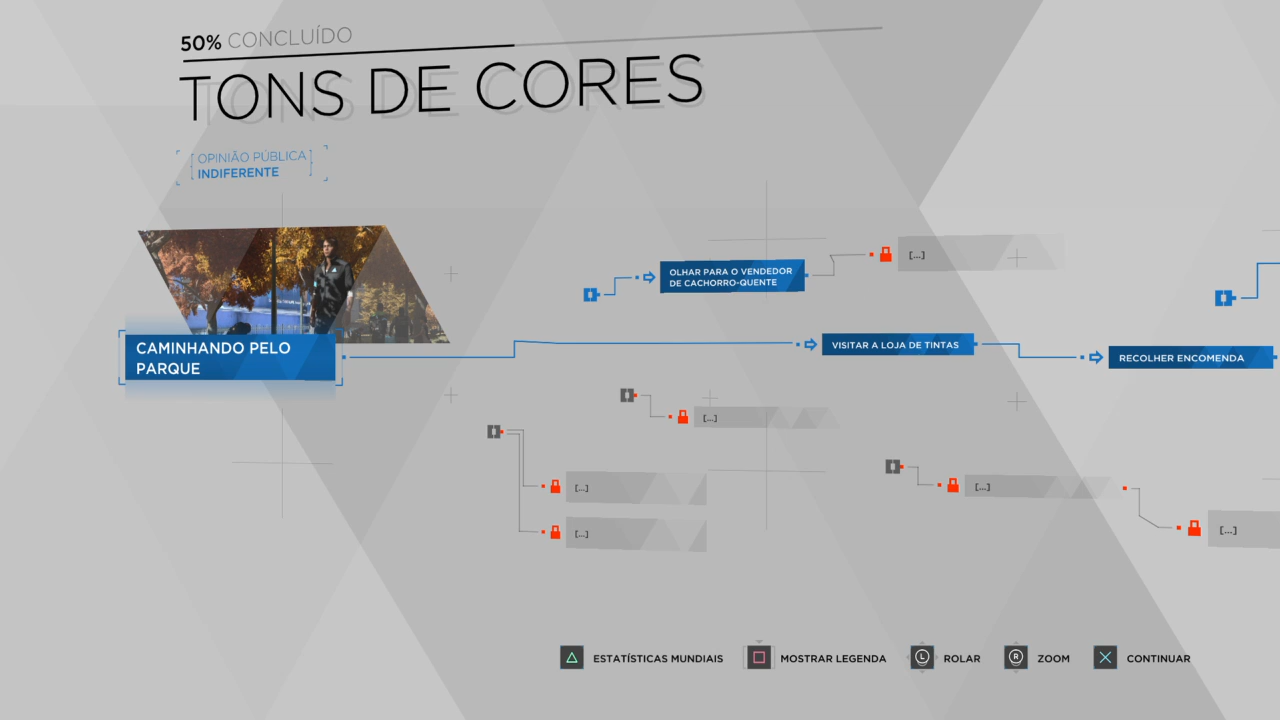 50% CONCLUÍDO
TONS DE CORES
OPINIÃO PÚBLICA
INDIFERENTE
CAMINHANDO PELO
PARQUE
OLHAR PARA O VENDEDOR
DE CACHORRO-QUENTE
[...]
VISITAR A LOJA DE TINTAS
RECOLHER ENCOMENDA
[...]
[...]
[...]
[...]
[...]
ESTATÍSTICAS MUNDIAIS
MOSTRAR LEGENDA
L
ROLAR
R
ZOOM
CONTINUAR